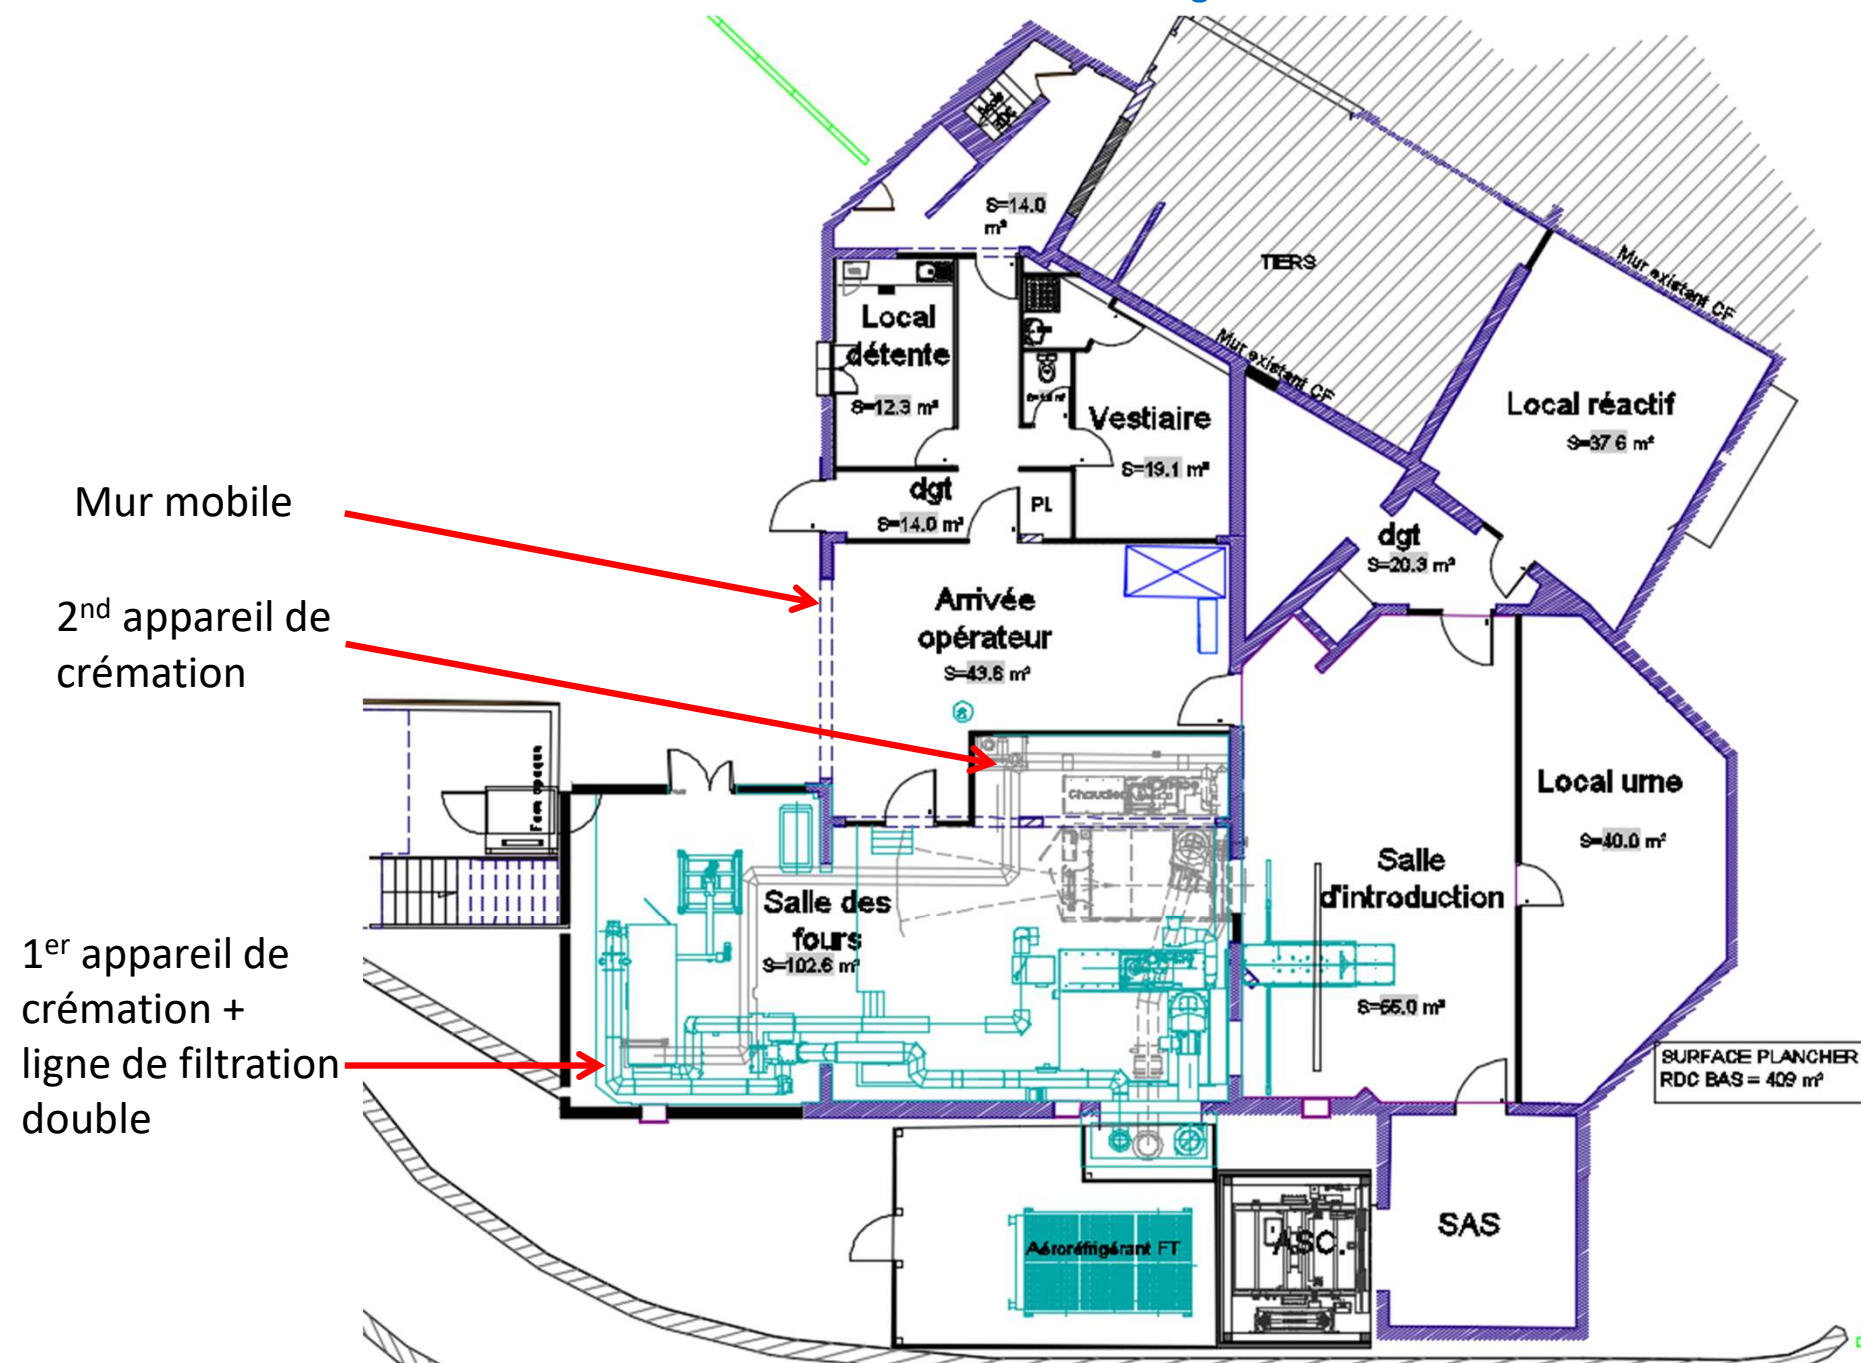 S=14.0
m²
TIERS
Mur existant CF
Mur existant CF
Local
détente
S=12.3 m²
Vestiaire
S=19.1 m²
Local réactif
S=37.6 m²
dgt
S=14.0 m²
PL
dgt
S=20.3 m²
Mur mobile
2nd appareil de
crémation
Arrivée
opérateur
S=43.6 m²
Chaudière
Local urne
S=40.0 m²
Salle
d'introduction
S=55.0 m²
Salle des
fours
S=102.6 m²
1er appareil de
crémation +
ligne de filtration
double
SURFACE PLANCHER
RDC BAS = 409 m²
Aéroréfrigérant FT
ASC.
SAS